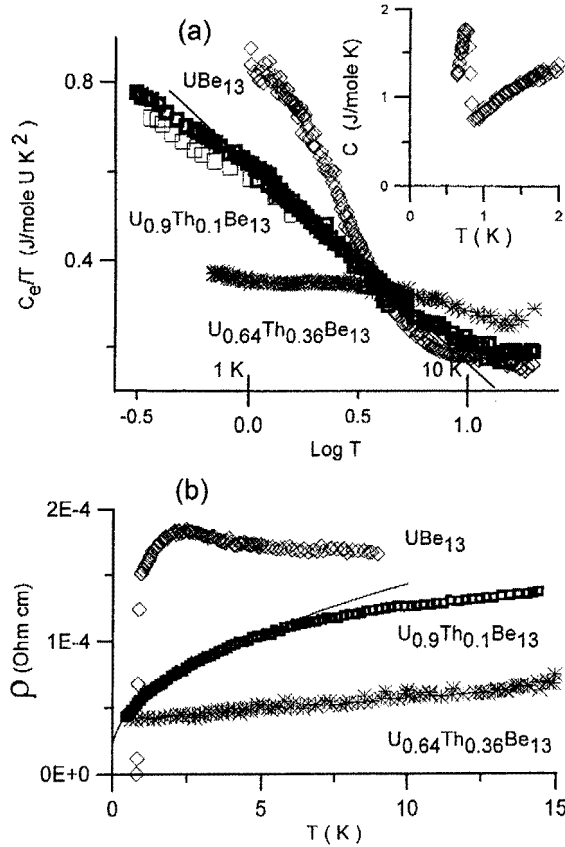 (a)
UBe13
0.8
Ce/T (J/mole U K2)
U0.9Th0.1Be13
0.4
U0.64Th0.36Be13
1 K
10 K
-0.5
0.0
0.5
1.0
Log T
2
C (J/mole K)
1
0
0
1
2
T (K)
(b)
2E-4
UBe13
1E-4
ρ (Ohm cm)
U0.9Th0.1Be13
U0.64Th0.36Be13
0E+0
0
5
10
15
T (K)